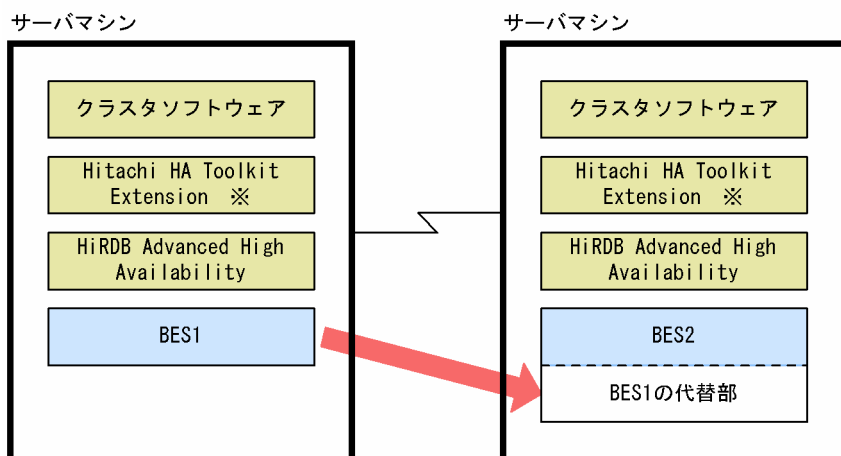 サーバマシン
クラスタソフトウェア
Hitachi HA Toolkit
Extension ※
HiRDB Advanced High
Availability
BES1
サーバマシン
クラスタソフトウェア
Hitachi HA Toolkit
Extension ※
HiRDB Advanced High
Availability
BES2
BES1の代替部